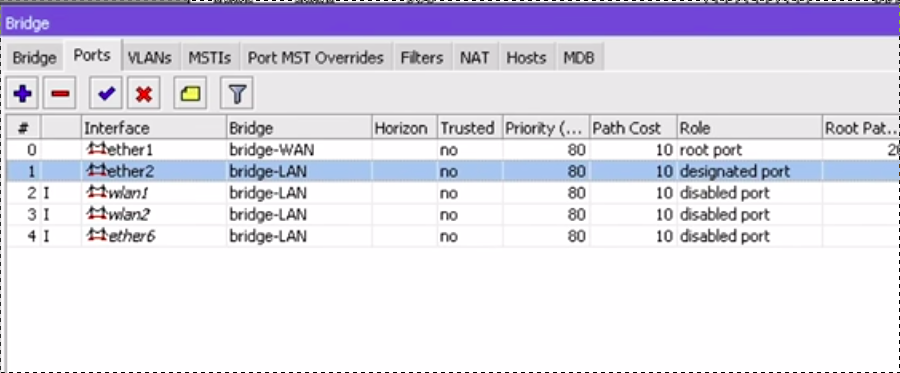 Bridge
Bridge Ports VLANs MSTIs Port MST Overrides Filters NAT Hosts MDB
# Interface Bridge Horizon Trusted Priority (... Path Cost Role Root Pat...
0 ether1 bridge-WAN no 80 10 root port
1 ether2 bridge-LAN no 80 10 designated port
2 I wlan1 bridge-LAN no 80 10 disabled port
3 I wlan2 bridge-LAN no 80 10 disabled port
4 I ether6 bridge-LAN no 80 10 disabled port